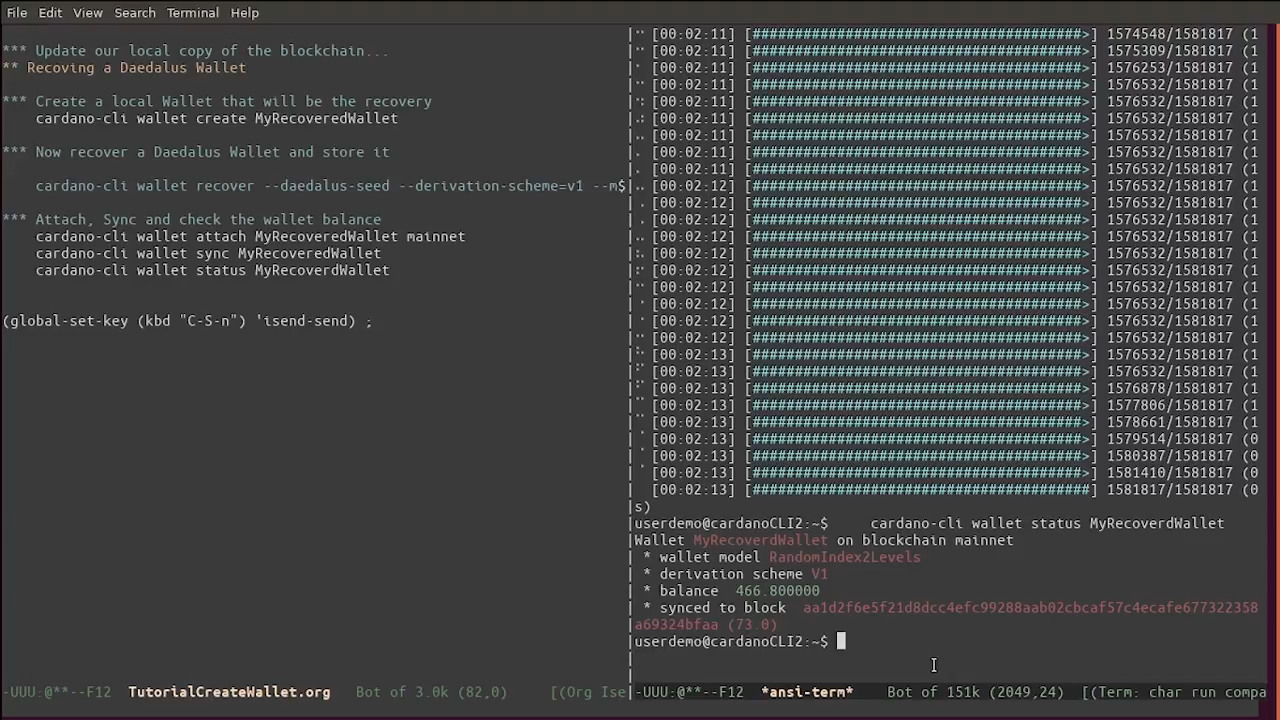 File Edit View Search Terminal Help
*** Update our local copy of the blockchain...
** Recoving a Daedalus Wallet
*** Create a local Wallet that will be the recovery
cardano-cli wallet create MyRecoveredWallet
*** Now recover a Daedalus Wallet and store it
cardano-cli wallet recover --daedalus-seed --derivation-scheme=v1 --m$
*** Attach, Sync and check the wallet balance
cardano-cli wallet attach MyRecoveredWallet mainnet
cardano-cli wallet sync MyRecoveredWallet
cardano-cli wallet status MyRecoverdWallet
(global-set-key (kbd "C-S-n") 'isend-send) ;
-UUU:@**--F12 TutorialCreateWallet.org Bot of 3.0k (82,0) [(Org Ise
[00:02:11] [#######################################>] 1574548/1581817 (1
[00:02:11] [#######################################>] 1575309/1581817 (1
[00:02:11] [#######################################>] 1576253/1581817 (1
[00:02:11] [#######################################>] 1576532/1581817 (1
[00:02:11] [#######################################>] 1576532/1581817 (1
[00:02:11] [#######################################>] 1576532/1581817 (1
[00:02:11] [#######################################>] 1576532/1581817 (1
[00:02:11] [#######################################>] 1576532/1581817 (1
[00:02:11] [#######################################>] 1576532/1581817 (1
[00:02:12] [#######################################>] 1576532/1581817 (1
[00:02:12] [#######################################>] 1576532/1581817 (1
[00:02:12] [#######################################>] 1576532/1581817 (1
[00:02:12] [#######################################>] 1576532/1581817 (1
[00:02:12] [#######################################>] 1576532/1581817 (1
[00:02:12] [#######################################>] 1576532/1581817 (1
[00:02:12] [#######################################>] 1576532/1581817 (1
[00:02:12] [#######################################>] 1576532/1581817 (1
[00:02:12] [#######################################>] 1576532/1581817 (1
[00:02:12] [#######################################>] 1576532/1581817 (1
[00:02:13] [#######################################>] 1576532/1581817 (1
[00:02:13] [#######################################>] 1576532/1581817 (1
[00:02:13] [#######################################>] 1576878/1581817 (1
[00:02:13] [#######################################>] 1577806/1581817 (1
[00:02:13] [#######################################>] 1578661/1581817 (1
[00:02:13] [#######################################>] 1579514/1581817 (0
[00:02:13] [#######################################>] 1580387/1581817 (0
[00:02:13] [#######################################>] 1581410/1581817 (0
[00:02:13] [########################################] 1581817/1581817 (0
s)
userdemo@cardanoCLI2:~$ cardano-cli wallet status MyRecoverdWallet
Wallet MyRecoverdWallet on blockchain mainnet
* wallet model RandomIndex2Levels
* derivation scheme V1
* balance 466.800000
* synced to block aa1d2f6e5f21d8dcc4efc99288aab02cbcaf57c4ecafe677322358
a69324bfaa (73.0)
userdemo@cardanoCLI2:~$
-UUU:@**--F12 *ansi-term* Bot of 151k (2049,24) [(Term: char run compa